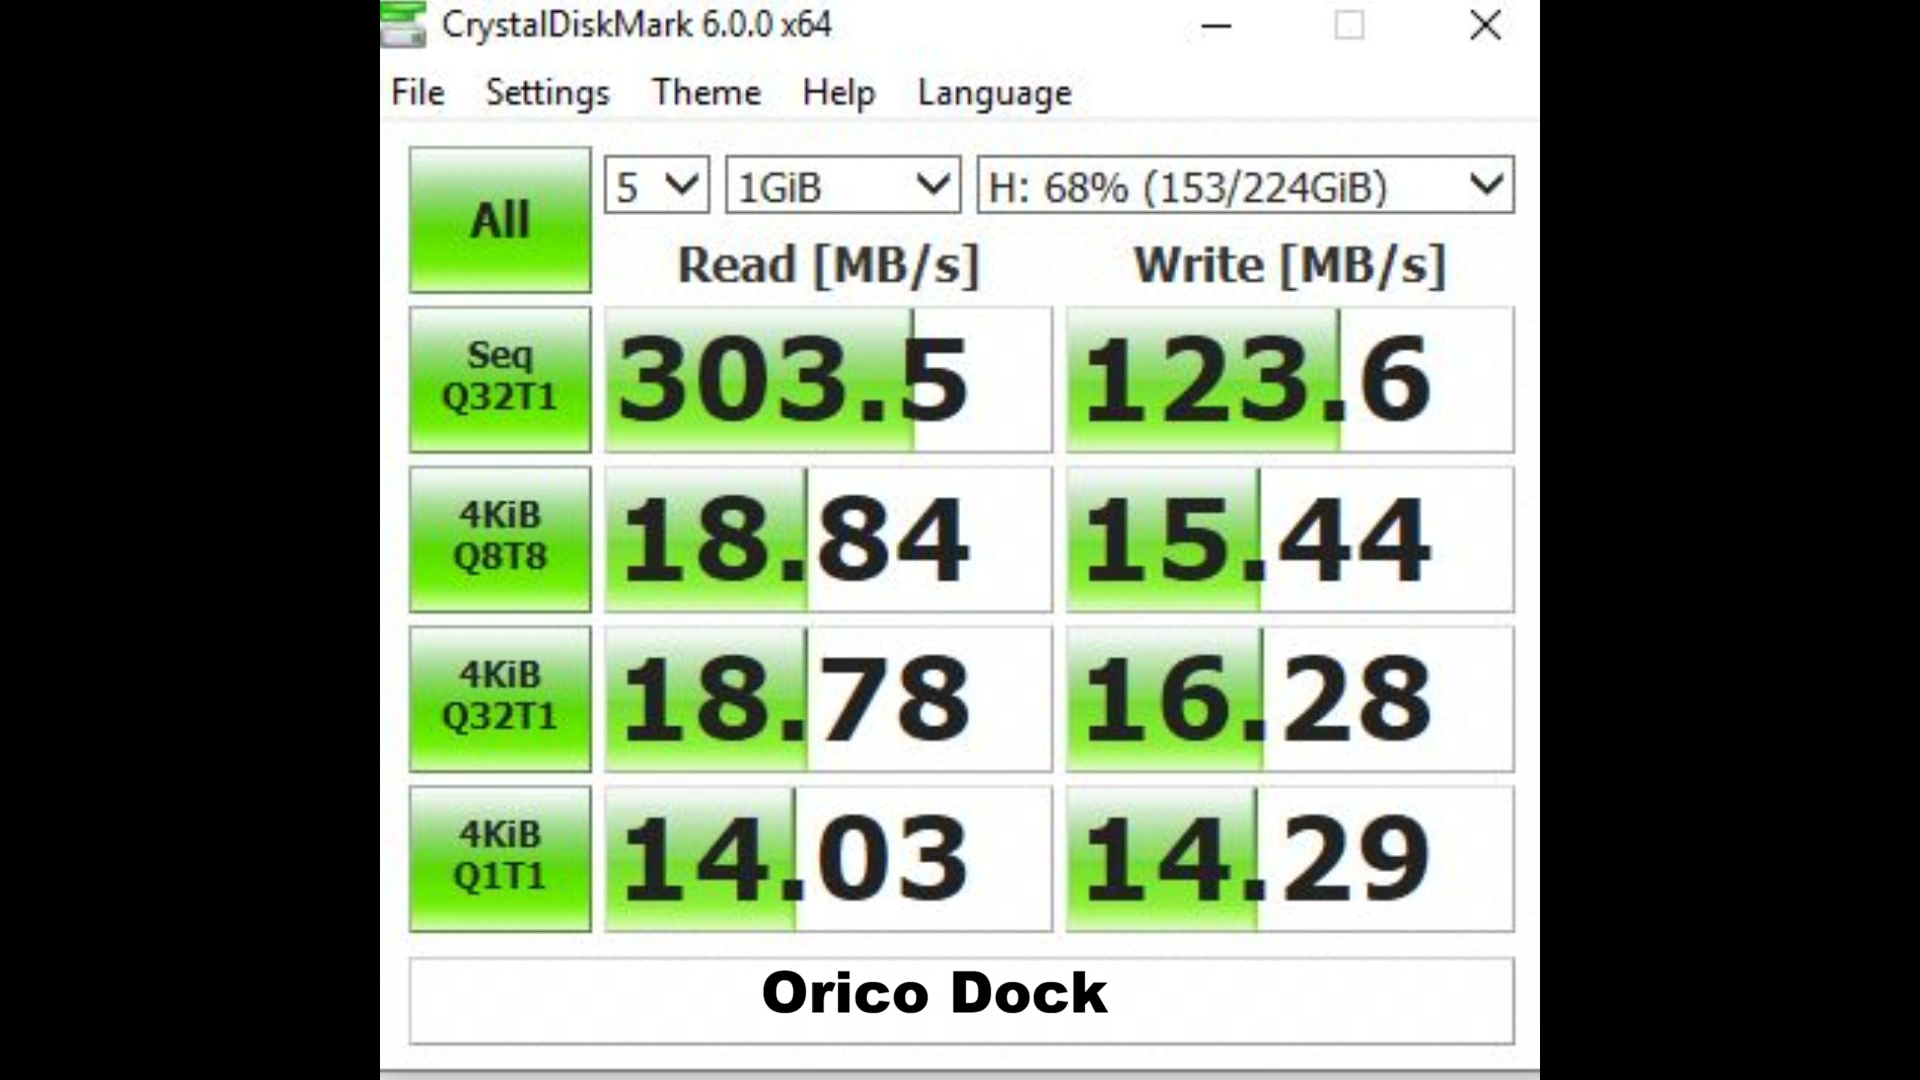 CrystalDiskMark 6.0.0 x64
File Settings Theme Help Language
All 5 1GiB H: 68% (153/224GiB)
Read [MB/s] Write [MB/s]
Seq
Q32T1 303.5 123.6
4KiB
Q8T8 18.84 15.44
4KiB
Q32T1 18.78 16.28
4KiB
Q1T1 14.03 14.29
Orico Dock